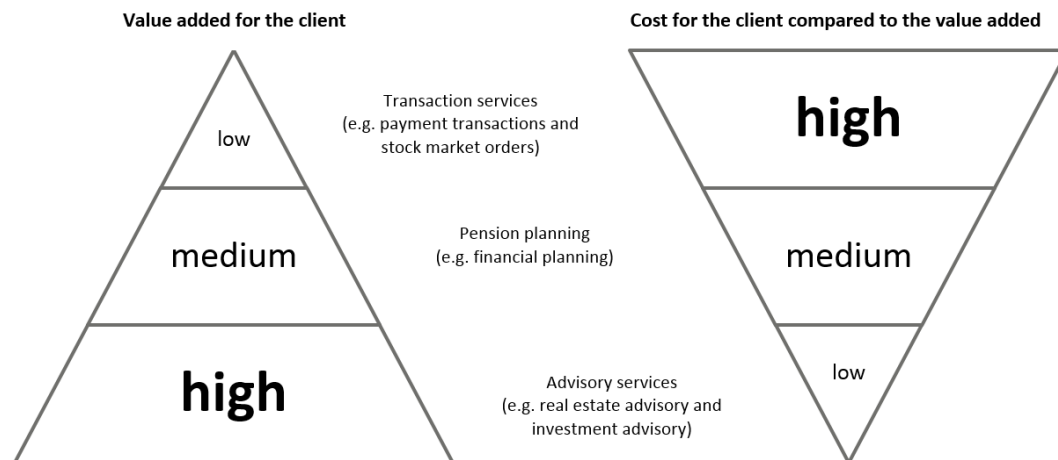 Value added for the client
Cost for the client compared to the value added
low
Transaction services
(e.g. payment transactions and
stock market orders)
high
medium
Pension planning
(e.g. financial planning)
medium
high
Advisory services
(e.g. real estate advisory and
investment advisory)
low